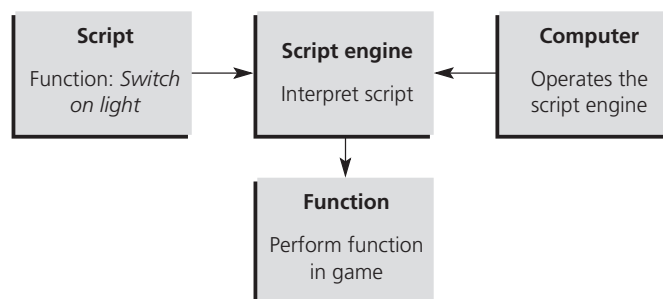 Script
Function: Switch
on light
Script engine
Interpret script
Computer
Operates the
script engine
Function
Perform function
in game